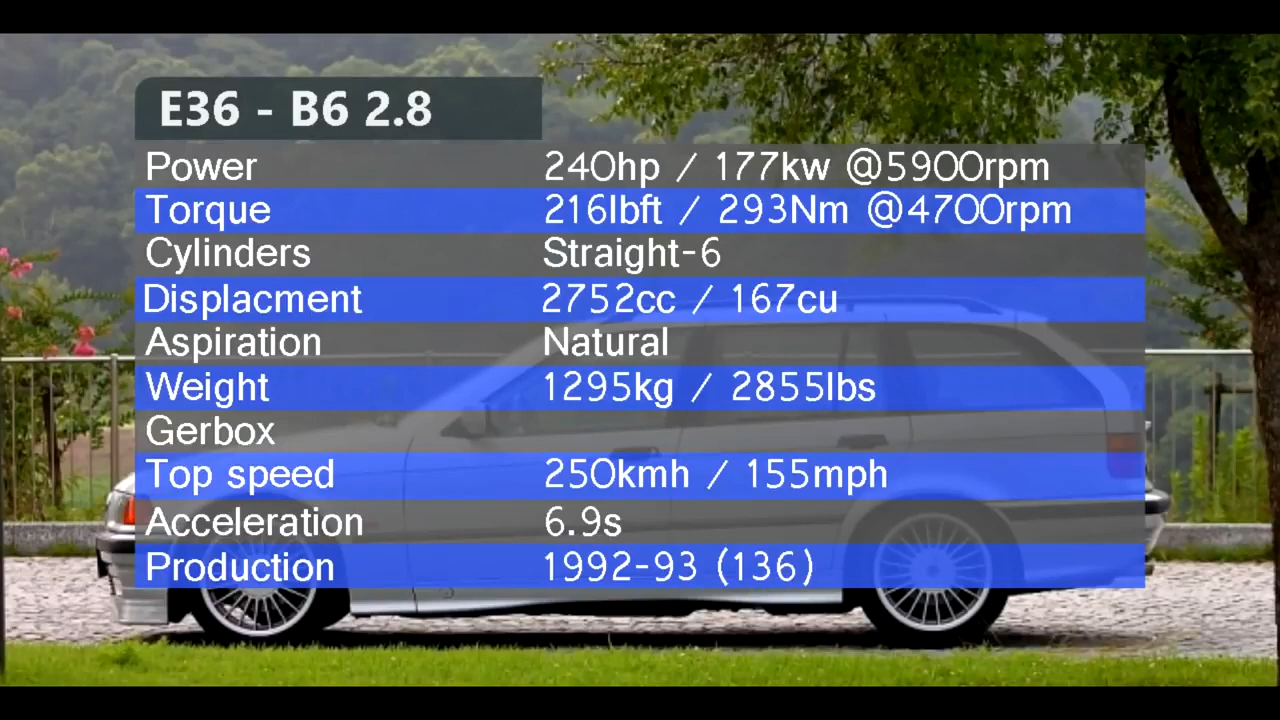 E36 - B6 2.8
Power 240hp / 177kw @5900rpm
Torque 216lbft / 293Nm @4700rpm
Cylinders Straight-6
Displacment 2752cc / 167cu
Aspiration Natural
Weight 1295kg / 2855lbs
Gerbox
Top speed 250kmh / 155mph
Acceleration 6.9s
Production 1992-93 (136)